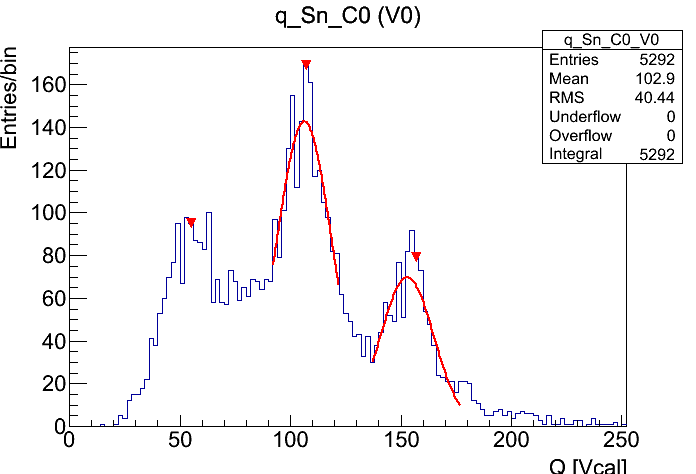 q_Sn_C0 (V0)
q_Sn_C0_V0
Entries 5292
Mean 102.9
RMS 40.44
Underflow 0
Overflow 0
Integral 5292
Entries/bin
160
140
120
100
80
60
40
20
0
0 50 100 150 200 250
Q [Vcal]